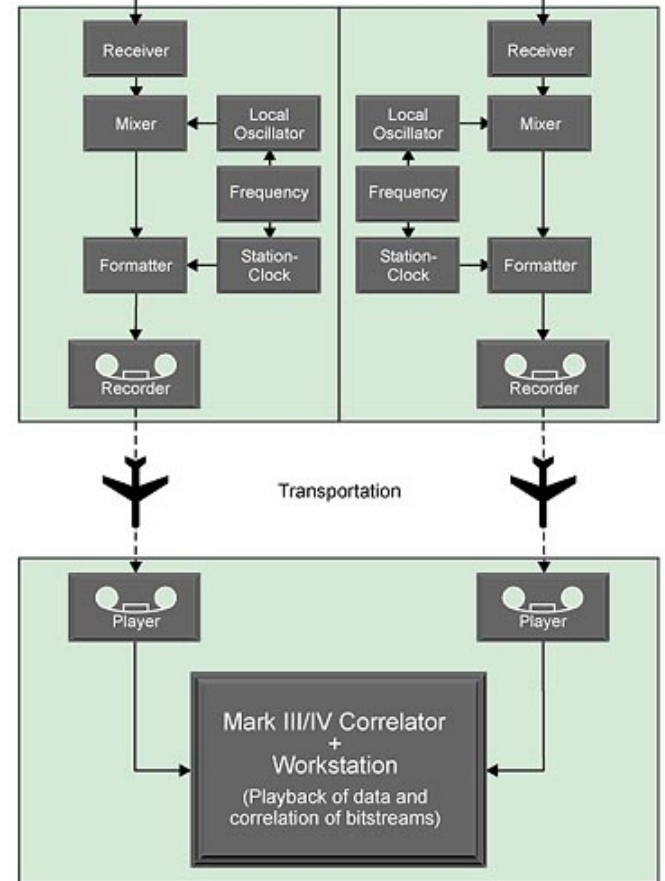 Receiver
Receiver
Mixer
Local
Oscillator
Local
Oscillator
Mixer
Frequency
Frequency
Formatter
Station-
Clock
Station-
Clock
Formatter
Recorder
Recorder
Transportation
Player
Player
Mark III/IV Correlator
+
Workstation
(Playback of data and
correlation of bitstreams)